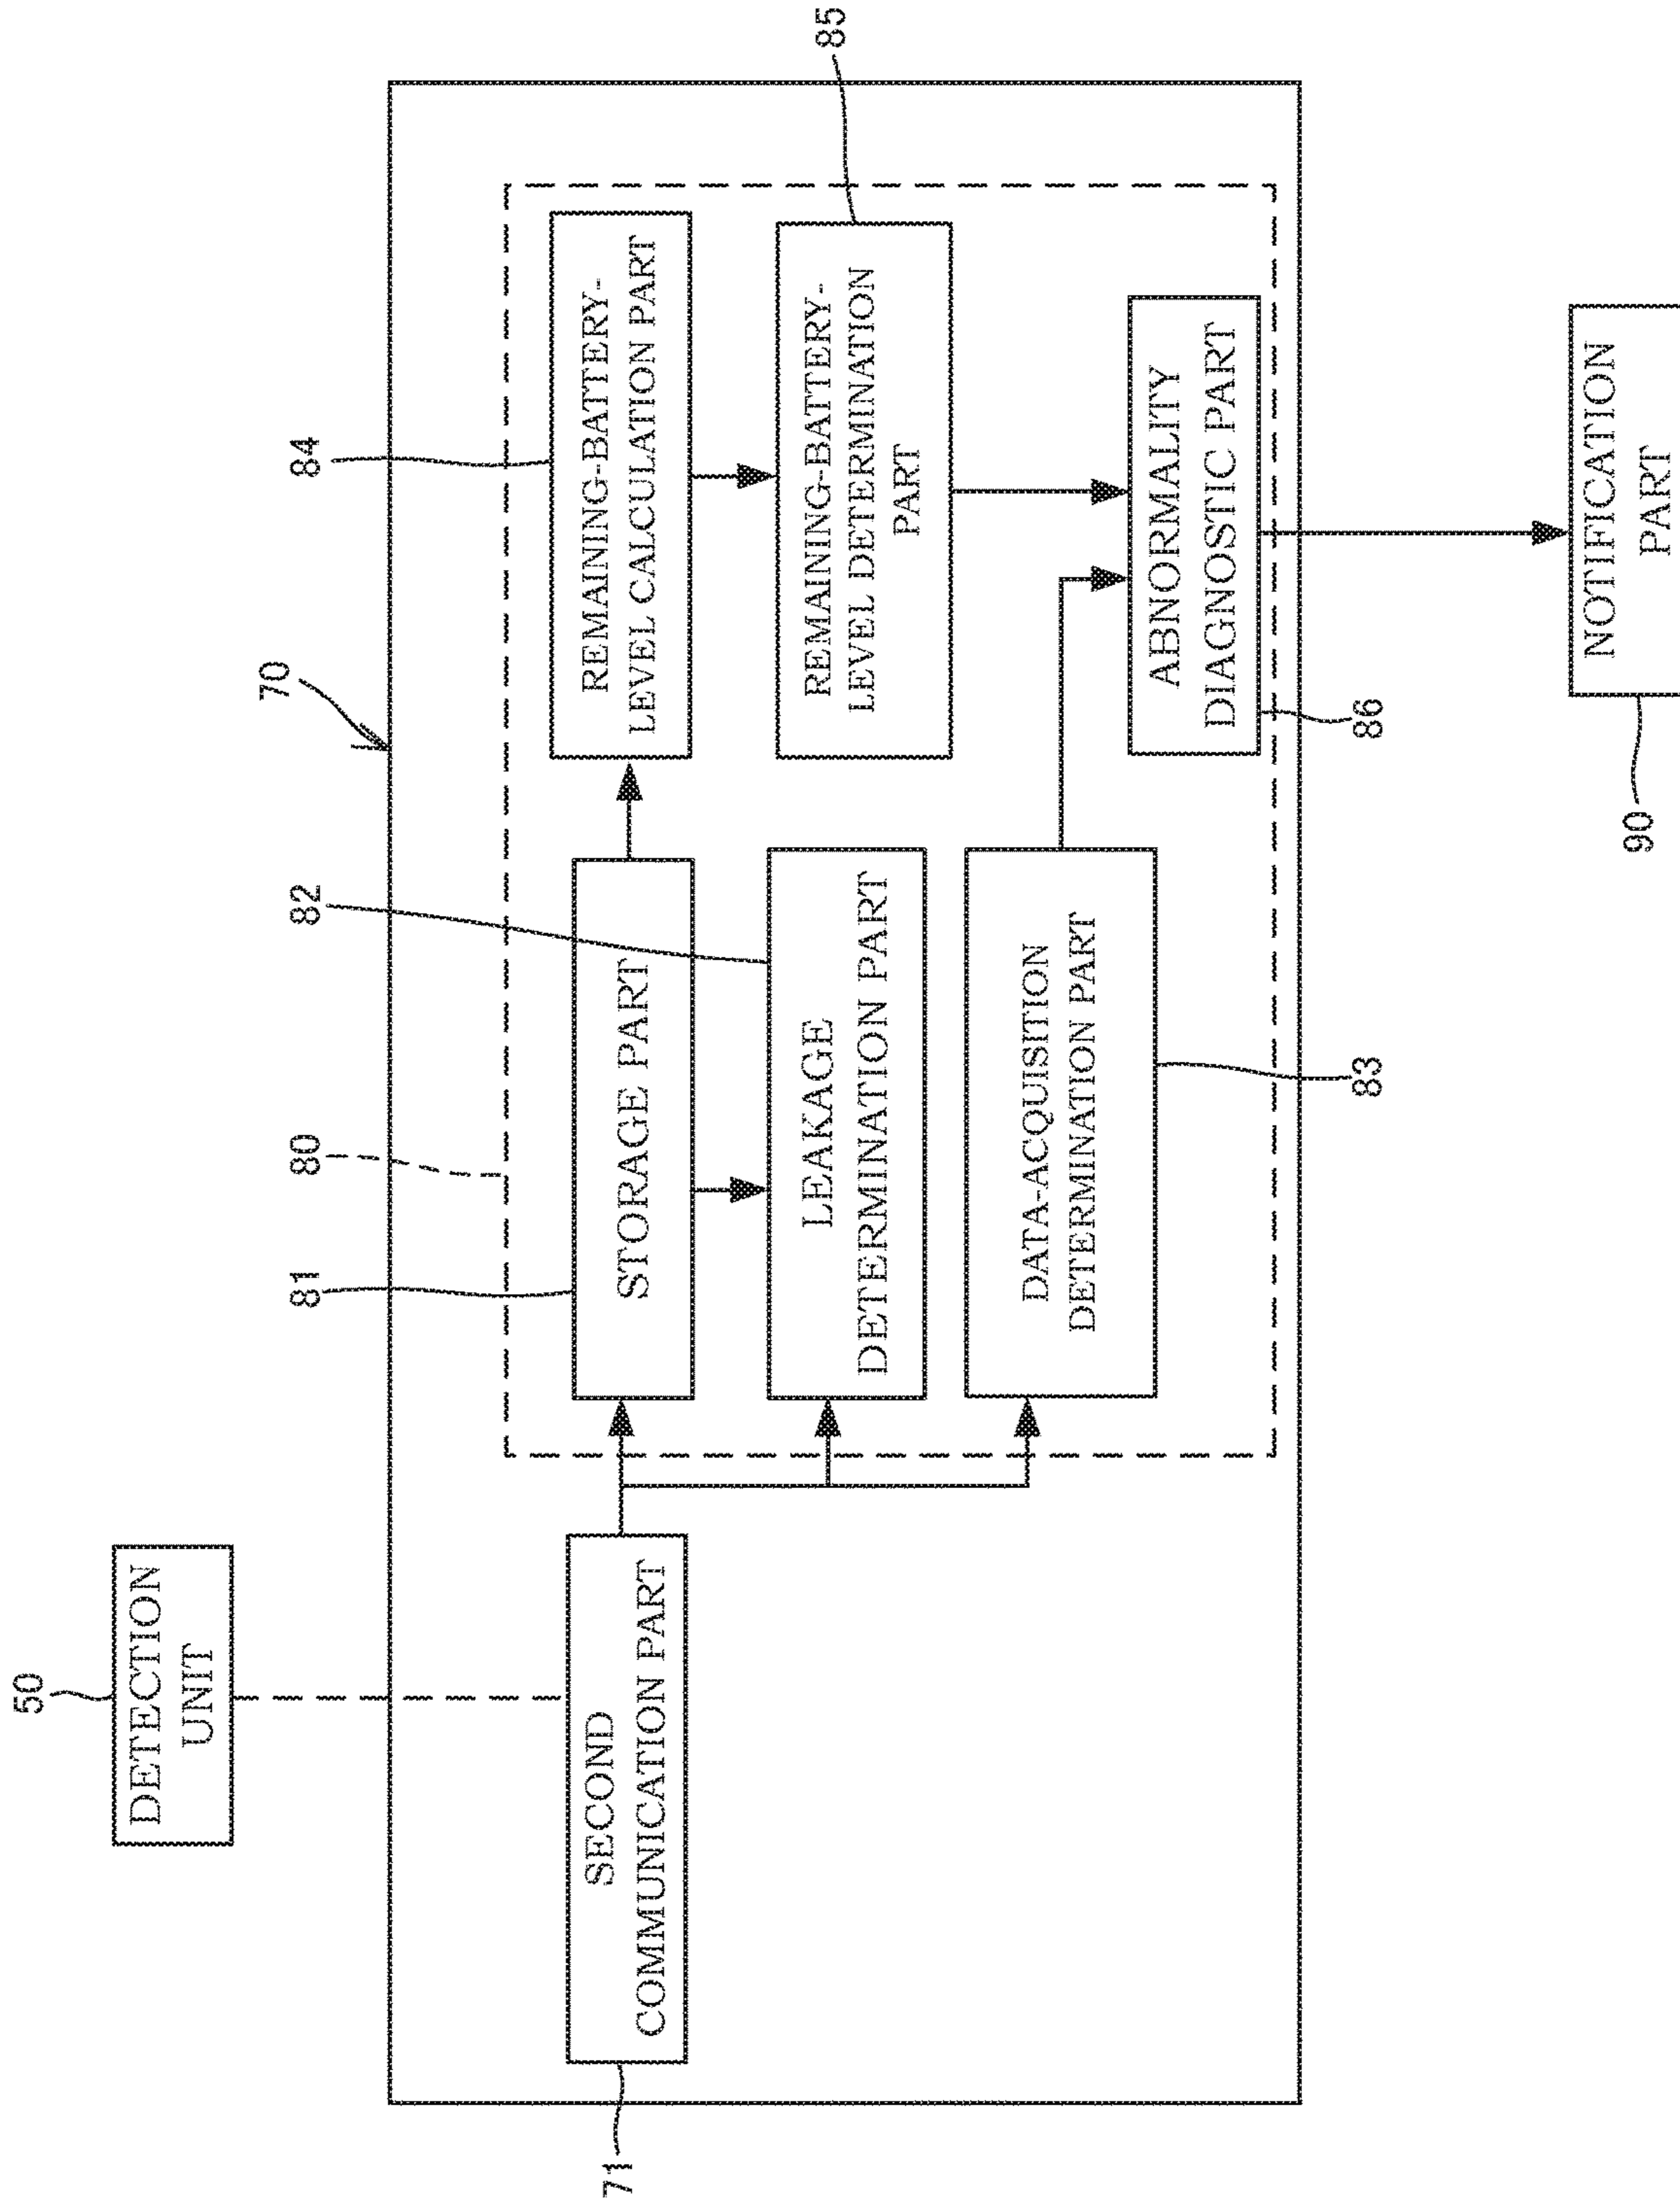 50
DETECTION
UNIT
70
71
SECOND
COMMUNICATION PART
80
81
STORAGE PART
82
LEAKAGE
DETERMINATION PART
DATA-ACQUISITION
DETERMINATION PART
83
84
REMAINING-BATTERY-
LEVEL CALCULATION PART
85
REMAINING-BATTERY-
LEVEL DETERMINATION
PART
ABNORMALITY
DIAGNOSTIC PART
86
90
NOTIFICATION
PART